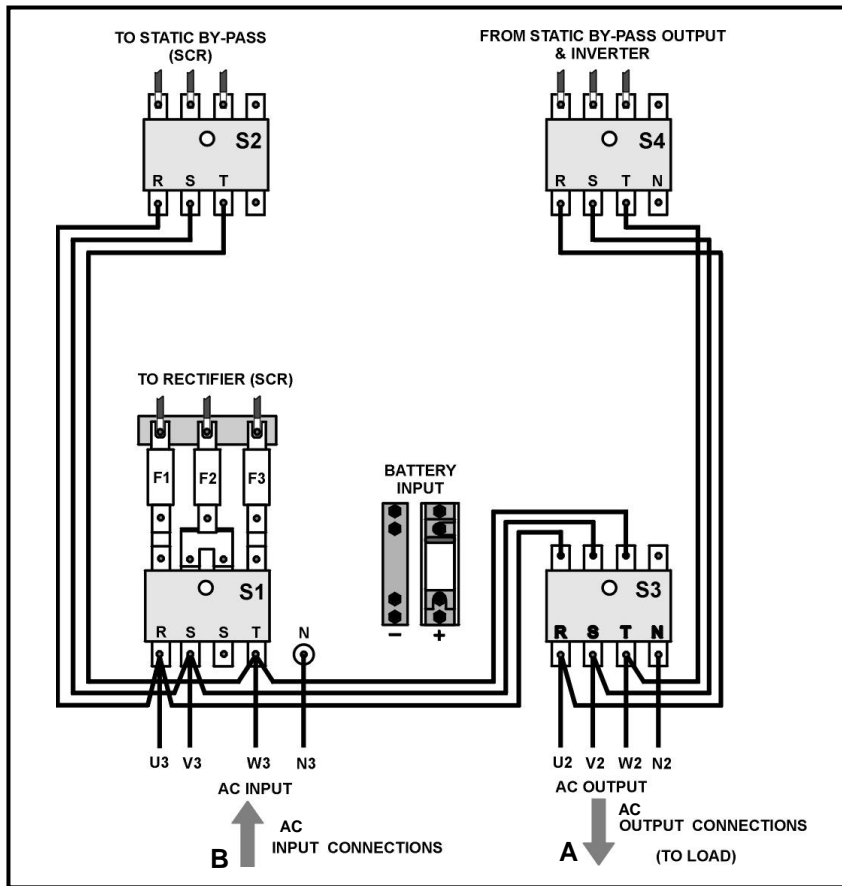 TO STATIC BY-PASS
(SCR)
FROM STATIC BY-PASS OUTPUT
& INVERTER
S2
R S T
S4
R S T N
TO RECTIFIER (SCR)
F1 F2 F3
BATTERY
INPUT
- +
S1
R S S T
N
S3
R S T N
U3 V3 W3 N3
U2 V2 W2 N2
AC INPUT
AC OUTPUT
B
AC
INPUT CONNECTIONS
A
AC
OUTPUT CONNECTIONS
(TO LOAD)